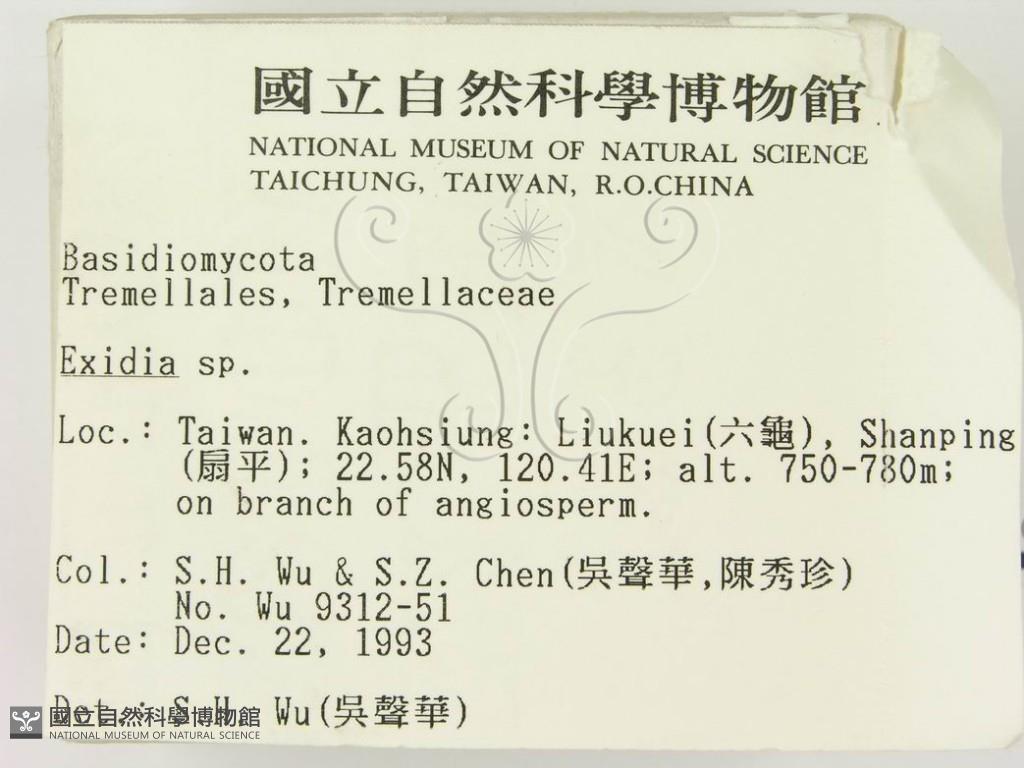 國立自然科學博物館
NATIONAL MUSEUM OF NATURAL SCIENCE
TAICHUNG, TAIWAN, R.O.CHINA
Basidiomycota
Tremellales, Tremellaceae
Exidia sp.
Loc.: Taiwan. Kaohsiung: Liukuei(六龜), Shanping
(扇平); 22.58N, 120.41E; alt. 750-780m;
on branch of angiosperm.
Col.: S.H. Wu & S.Z. Chen(吳聲華,陳秀珍)
No. Wu 9312-51
Date: Dec. 22, 1993
Det.: S.H. Wu(吳聲華)
國立自然科學博物館
NATIONAL MUSEUM OF NATURAL SCIENCE